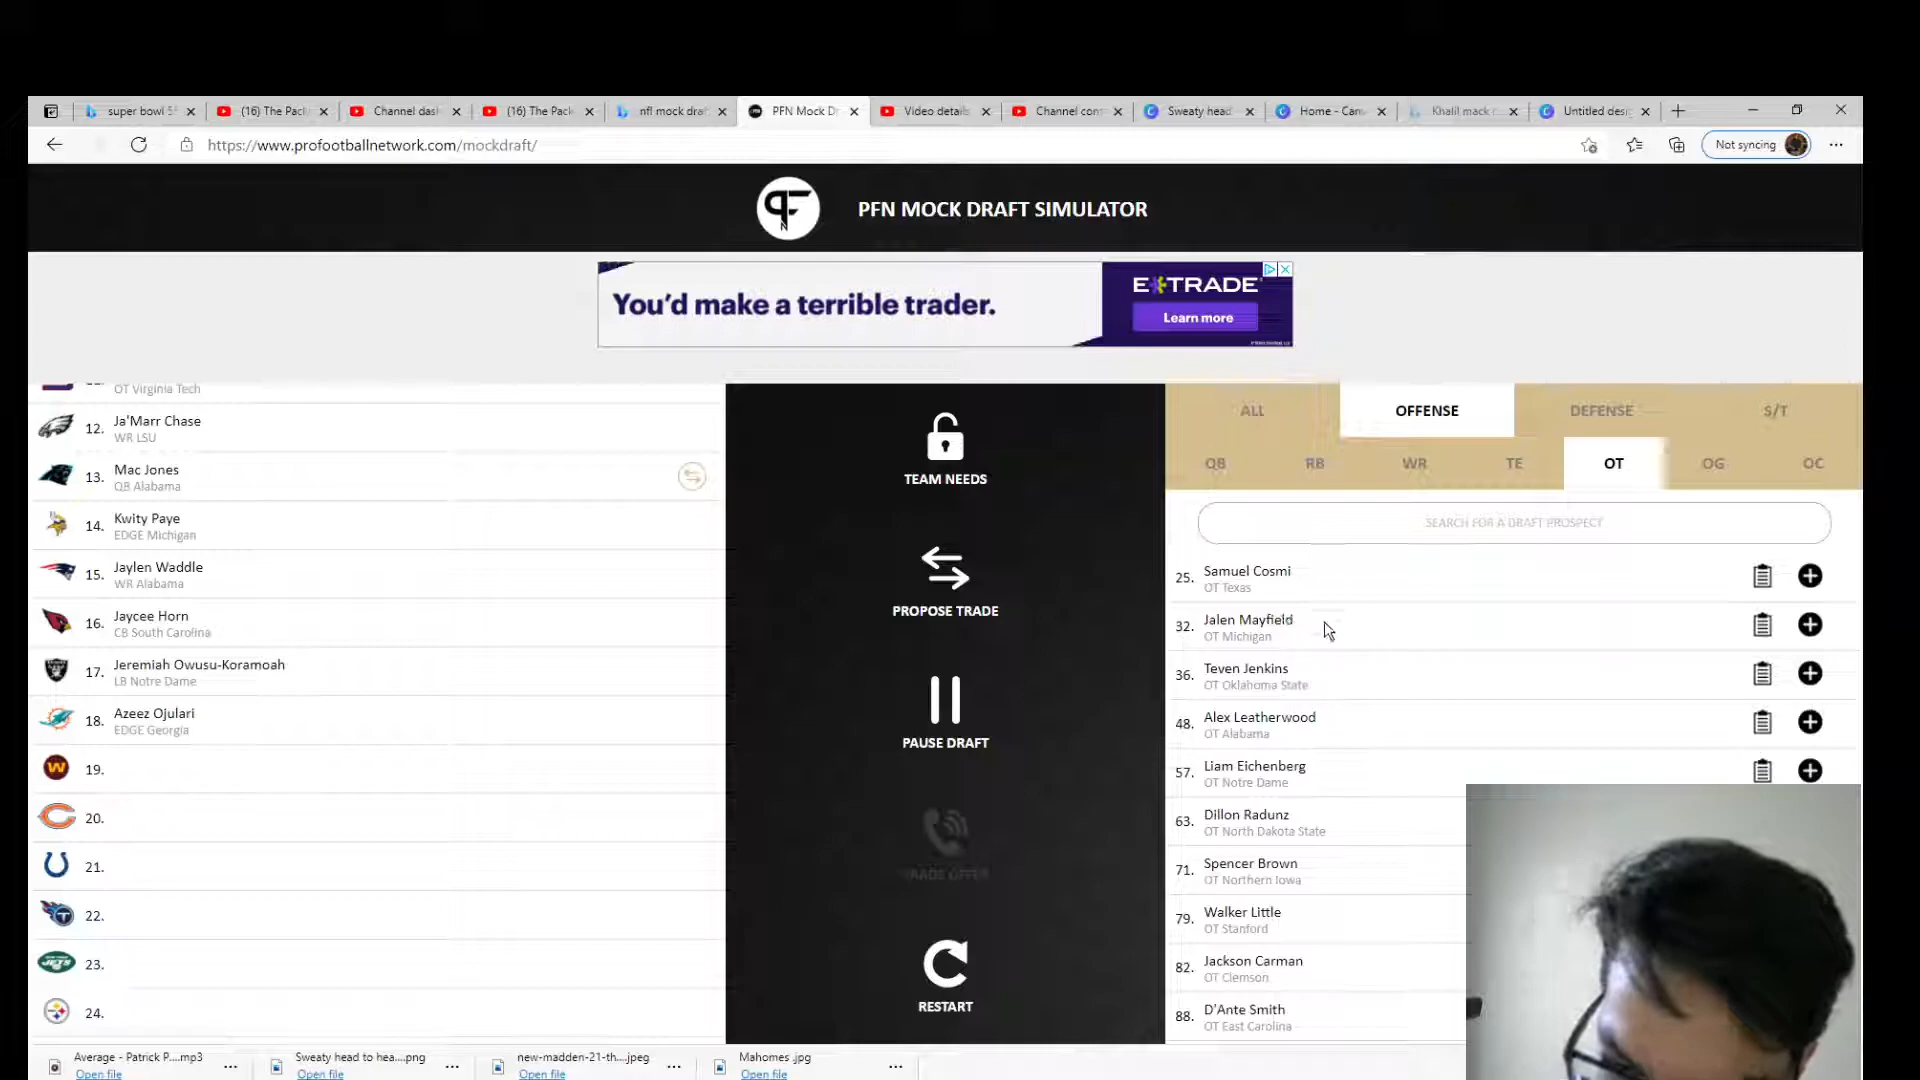 super bowl 5
(16) The Pack
Channel dash
(16) The Pack
nfl mock draf
PFN Mock Dr
Video details
Channel con
Sweaty head
Home - Can
Khalil mack
Untitled desi
https://www.profootballnetwork.com/mockdraft/
Not syncing
PFN MOCK DRAFT SIMULATOR
You'd make a terrible trader.
E*TRADE
Learn more
OT Virginia Tech
12. Ja'Marr Chase
WR LSU
13. Mac Jones
QB Alabama
14. Kwity Paye
EDGE Michigan
15. Jaylen Waddle
WR Alabama
16. Jaycee Horn
CB South Carolina
17. Jeremiah Owusu-Koramoah
LB Notre Dame
18. Azeez Ojulari
EDGE Georgia
19.
20.
21.
22.
23.
24.
TEAM NEEDS
PROPOSE TRADE
PAUSE DRAFT
TRADE OFFER
RESTART
ALL OFFENSE DEFENSE S/T
QB RB WR TE OT OG OC
SEARCH FOR A DRAFT PROSPECT
25. Samuel Cosmi
OT Texas
32. Jalen Mayfield
OT Michigan
36. Teven Jenkins
OT Oklahoma State
48. Alex Leatherwood
OT Alabama
57. Liam Eichenberg
OT Notre Dame
63. Dillon Radunz
OT North Dakota State
71. Spencer Brown
OT Northern Iowa
79. Walker Little
OT Stanford
82. Jackson Carman
OT Clemson
88. D'Ante Smith
OT East Carolina
Average - Patrick P....mp3
Open file
Sweaty head to hea....png
Open file
new-madden-21-th....jpeg
Open file
Mahomes .jpg
Open file